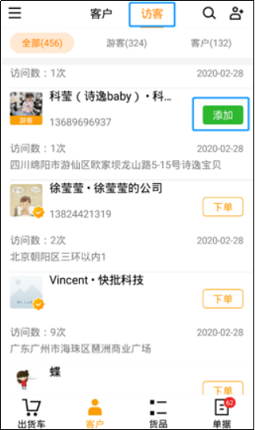 客户 访客
全部(456) 游客(324) 客户(132)
访问数：1次 2020-02-28
科莹（诗逸baby）• 科...
游客
13689696937
添加
访问数：1次 2020-02-28
四川绵阳市游仙区欧家坝龙山路5-15号诗逸宝贝
徐莹莹 • 徐莹莹的公司
13824421319
下单
访问数：2次 2020-02-28
北京朝阳区三环以内1
Vincent • 快批科技
下单
访问数：9次 2020-02-28
广东广州市海珠区琶洲商业广场
蝶
下单
出货车 客户 货品 单据
62